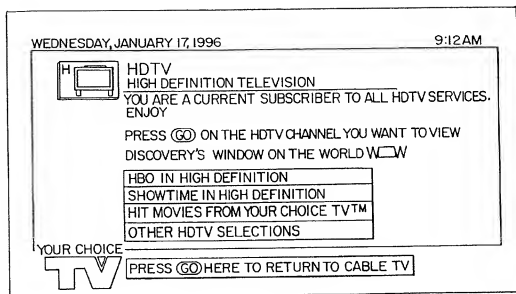 WEDNESDAY, JANUARY 17, 1996 9:12 AM
H HDTV
HIGH DEFINITION TELEVISION
YOU ARE A CURRENT SUBSCRIBER TO ALL HDTV SERVICES.
ENJOY
PRESS GO ON THE HDTV CHANNEL YOU WANT TO VIEW
DISCOVERY'S WINDOW ON THE WORLD WOW
HBO IN HIGH DEFINITION
SHOWTIME IN HIGH DEFINITION
HIT MOVIES FROM YOUR CHOICE TV™
OTHER HDTV SELECTIONS
YOUR CHOICE
TV PRESS GO HERE TO RETURN TO CABLE TV